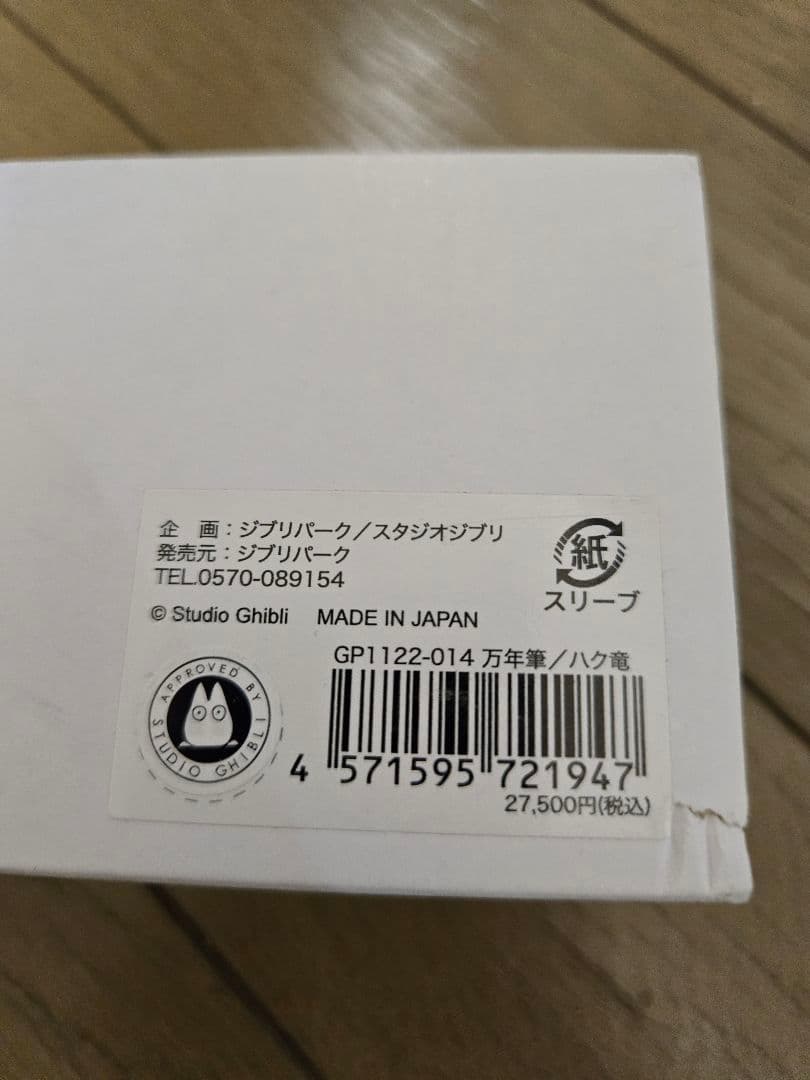 企　画：ジブリパーク／スタジオジブリ
発売元：ジブリパーク
TEL.0570-089154
© Studio Ghibli　MADE IN JAPAN
紙
スリーブ
APPROVED BY STUDIO GHIBLI
GP1122-014 万年筆／ハク竜
4 571595 721947
27,500円(税込)